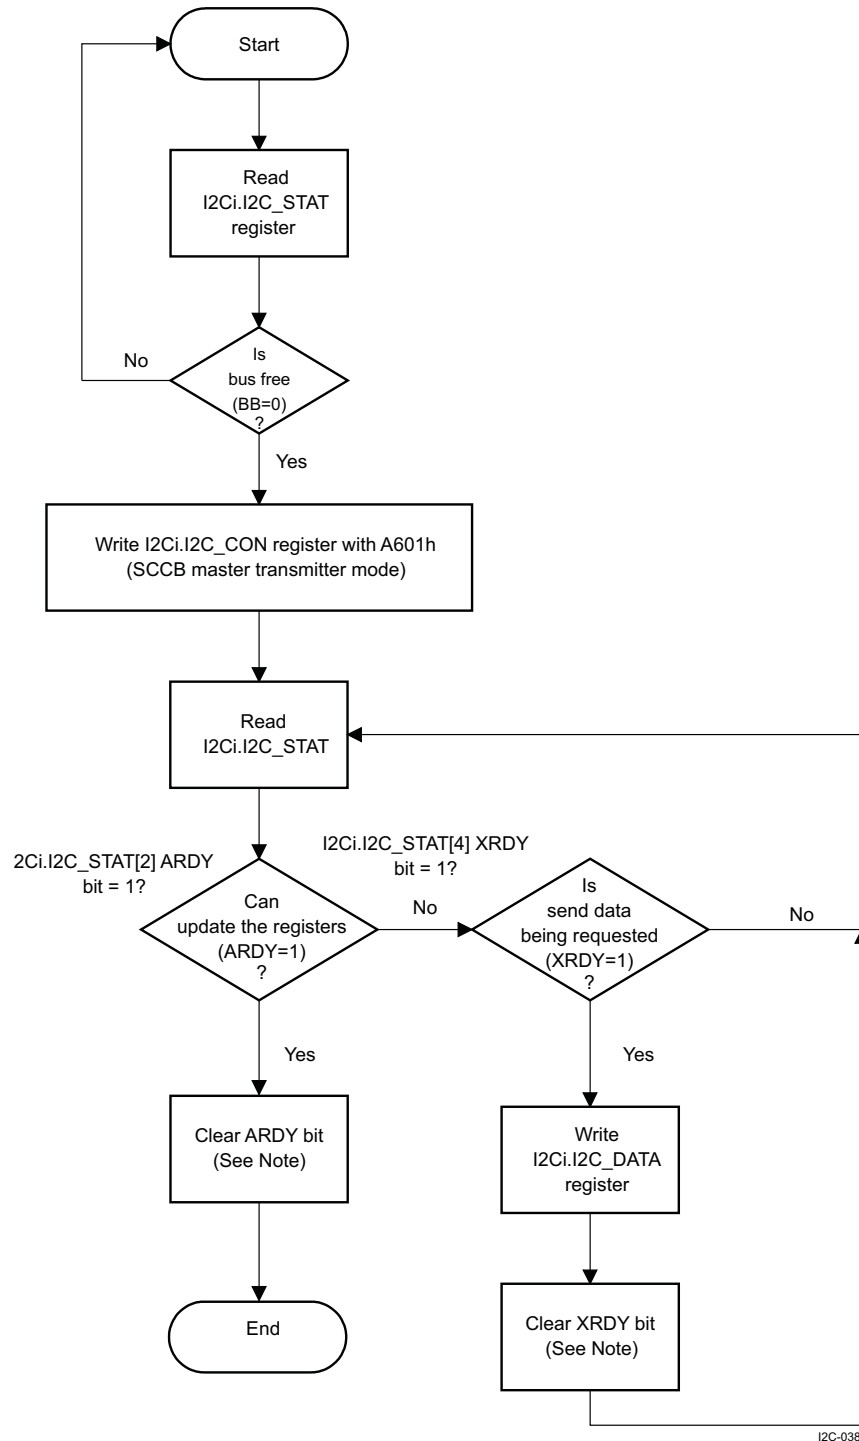 Start
Read
I2Ci.I2C_STAT
register
No
Is
bus free
(BB=0)
?
Yes
Write I2Ci.I2C_CON register with A601h
(SCCB master transmitter mode)
Read
I2Ci.I2C_STAT
2Ci.I2C_STAT[2] ARDY
bit = 1?
I2Ci.I2C_STAT[4] XRDY
bit = 1?
Can
update the registers
(ARDY=1)
?
No
Is
send data
being requested
(XRDY=1)
?
No
Yes
Yes
Clear ARDY bit
(See Note)
Write
I2Ci.I2C_DATA
register
End
Clear XRDY bit
(See Note)
I2C-038